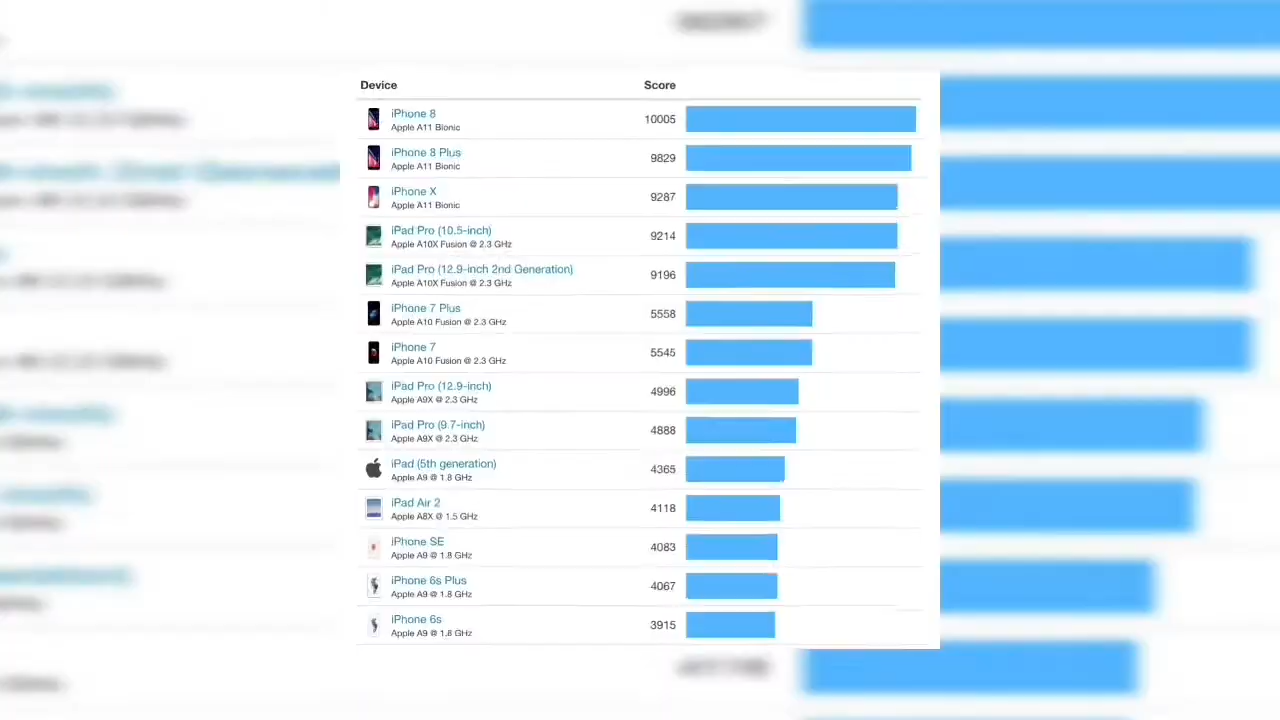 Device Score
iPhone 8
Apple A11 Bionic
10005
iPhone 8 Plus
Apple A11 Bionic
9829
iPhone X
Apple A11 Bionic
9287
iPad Pro (10.5-inch)
Apple A10X Fusion @ 2.3 GHz
9214
iPad Pro (12.9-inch 2nd Generation)
Apple A10X Fusion @ 2.3 GHz
9196
iPhone 7 Plus
Apple A10 Fusion @ 2.3 GHz
5558
iPhone 7
Apple A10 Fusion @ 2.3 GHz
5545
iPad Pro (12.9-inch)
Apple A9X @ 2.3 GHz
4996
iPad Pro (9.7-inch)
Apple A9X @ 2.3 GHz
4888
iPad (5th generation)
Apple A9 @ 1.8 GHz
4365
iPad Air 2
Apple A8X @ 1.5 GHz
4118
iPhone SE
Apple A9 @ 1.8 GHz
4083
iPhone 6s Plus
Apple A9 @ 1.8 GHz
4067
iPhone 6s
Apple A9 @ 1.8 GHz
3915